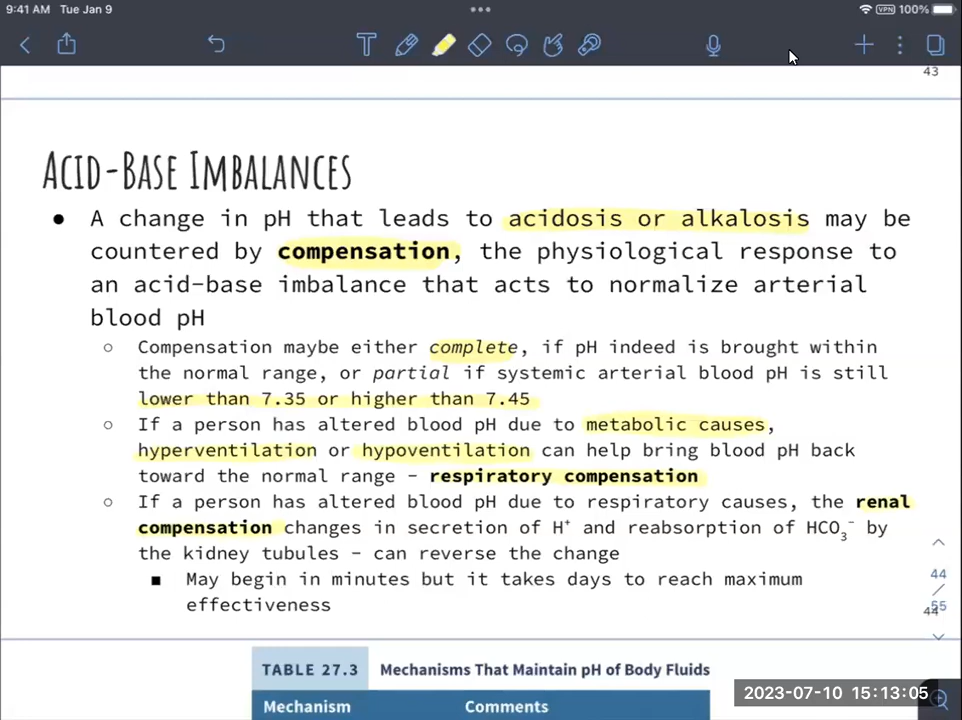 9:41 AM Tue Jan 9
VPN 100%
43
ACID-BASE IMBALANCES
● A change in pH that leads to acidosis or alkalosis may be
countered by compensation, the physiological response to
an acid-base imbalance that acts to normalize arterial
blood pH
○ Compensation maybe either complete, if pH indeed is brought within
the normal range, or partial if systemic arterial blood pH is still
lower than 7.35 or higher than 7.45
○ If a person has altered blood pH due to metabolic causes,
hyperventilation or hypoventilation can help bring blood pH back
toward the normal range - respiratory compensation
○ If a person has altered blood pH due to respiratory causes, the renal
compensation changes in secretion of H⁺ and reabsorption of HCO₃⁻ by
the kidney tubules - can reverse the change
■ May begin in minutes but it takes days to reach maximum
effectiveness
44
/
55
44
TABLE 27.3 Mechanisms That Maintain pH of Body Fluids
Mechanism Comments
2023-07-10 15:13:05